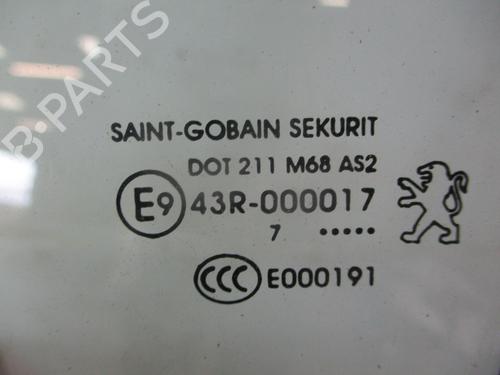 B-PARTS
SAINT-GOBAIN SEKURIT
DOT 211 M68 AS2
E9 43R-000017
7 .....
CCC E000191